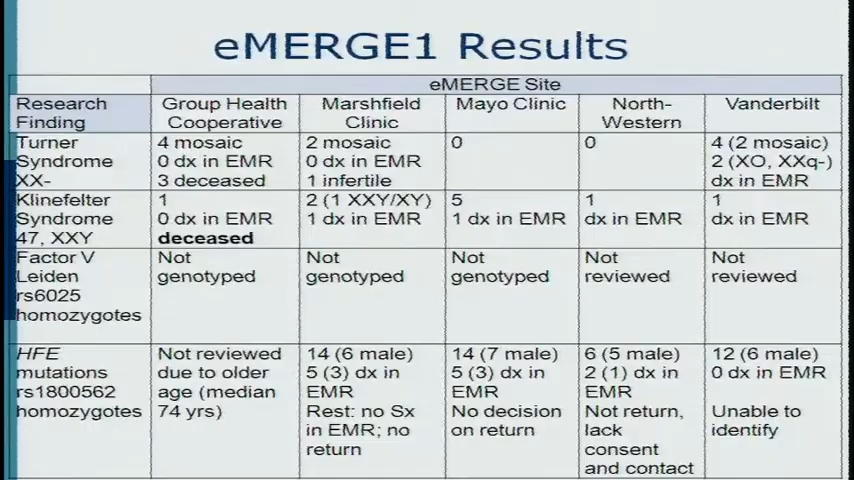 eMERGE1 Results
eMERGE Site
Research Finding
Group Health Cooperative
Marshfield Clinic
Mayo Clinic
North-Western
Vanderbilt
Turner Syndrome XX-
4 mosaic
0 dx in EMR
3 deceased
2 mosaic
0 dx in EMR
1 infertile
0
0
4 (2 mosaic)
2 (XO, XXq-)
dx in EMR
Klinefelter Syndrome 47, XXY
1
0 dx in EMR
deceased
2 (1 XXY/XY)
1 dx in EMR
5
1 dx in EMR
1
dx in EMR
1
dx in EMR
Factor V Leiden rs6025 homozygotes
Not genotyped
Not genotyped
Not genotyped
Not reviewed
Not reviewed
HFE mutations rs1800562 homozygotes
Not reviewed due to older age (median 74 yrs)
14 (6 male)
5 (3) dx in EMR
Rest: no Sx in EMR; no return
14 (7 male)
5 (3) dx in EMR
No decision on return
6 (5 male)
2 (1) dx in EMR
Not return, lack consent and contact
12 (6 male)
0 dx in EMR
Unable to identify